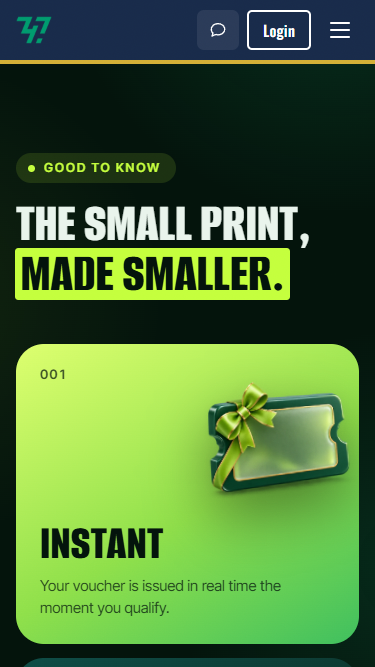 Login
GOOD TO KNOW
THE SMALL PRINT,
MADE SMALLER.
001
INSTANT
Your voucher is issued in real time the
moment you qualify.